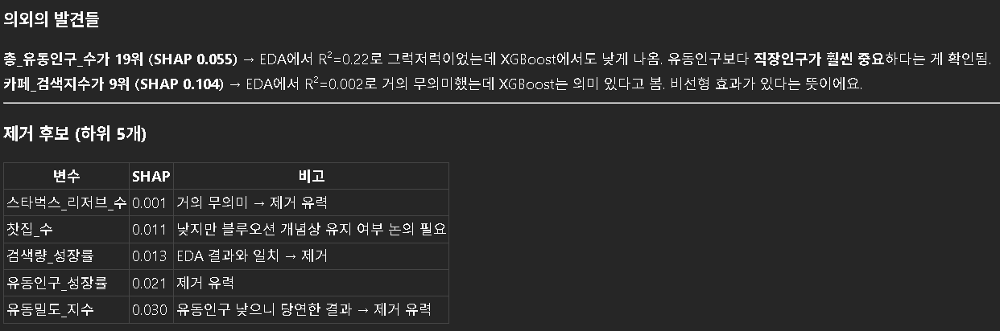 의외의 발견들
총_유동인구_수가 19위 (SHAP 0.055) → EDA에서 R²=0.22로 그럭저럭이었는데 XGBoost에서도 낮게 나옴. 유동인구보다 직장인구가 훨씬 중요하다는 게 확인됨.
카페_검색지수가 9위 (SHAP 0.104) → EDA에서 R²=0.002로 거의 무의미했는데 XGBoost는 의미 있다고 봄. 비선형 효과가 있다는 뜻이에요.
제거 후보 (하위 5개)
변수 SHAP 비고
스타벅스_리저브_수 0.001 거의 무의미 → 제거 유력
찻집_수 0.011 낮지만 블루오션 개념상 유지 여부 논의 필요
검색량_성장률 0.013 EDA 결과와 일치 → 제거
유동인구_성장률 0.021 제거 유력
유동밀도_지수 0.030 유동인구 낮으니 당연한 결과 → 제거 유력